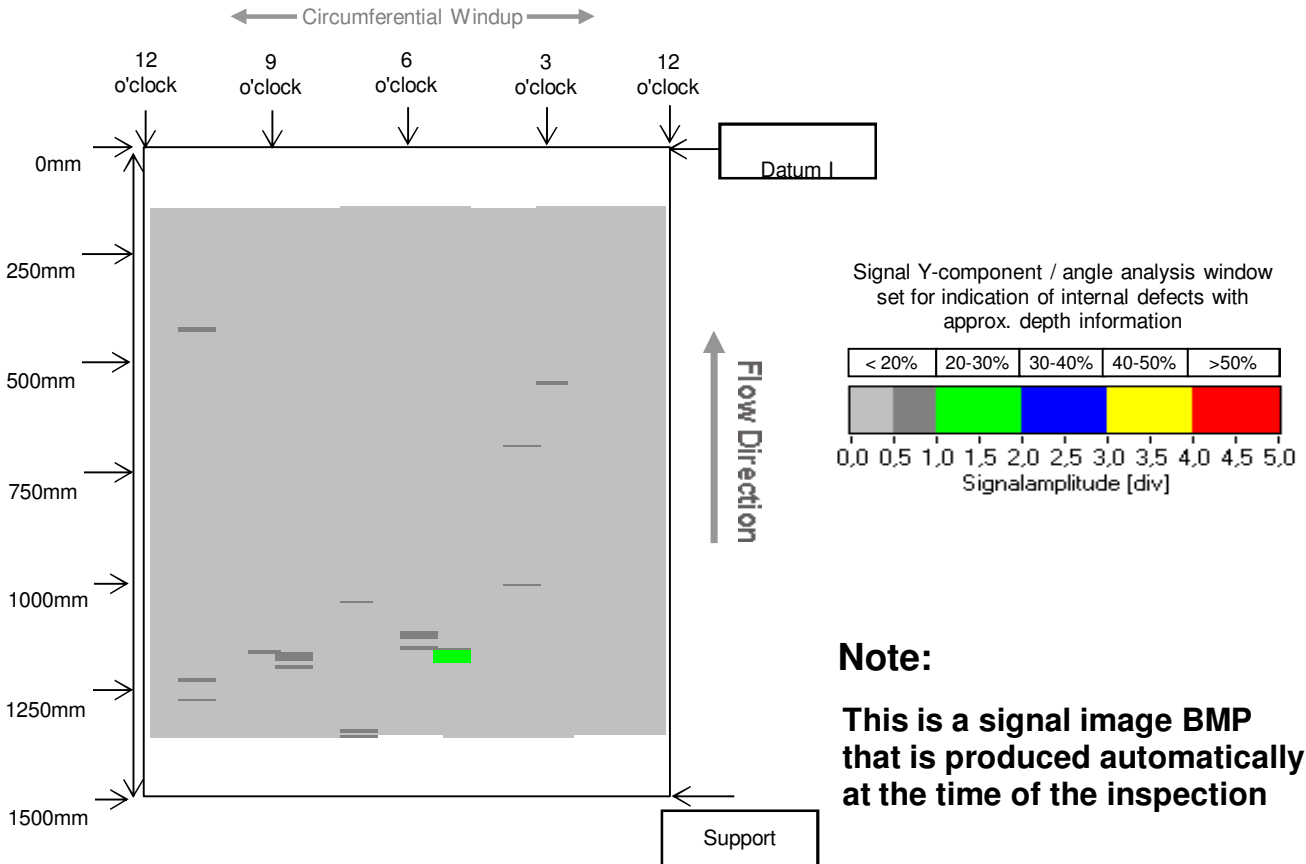 Circumferential Windup
12
o'clock
9
o'clock
6
o'clock
3
o'clock
12
o'clock
0mm
250mm
500mm
750mm
1000mm
1250mm
1500mm
Datum I
Flow Direction
Support
Signal Y-component / angle analysis window
set for indication of internal defects with
approx. depth information
< 20% 20-30% 30-40% 40-50% >50%
0,0 0,5 1,0 1,5 2,0 2,5 3,0 3,5 4,0 4,5 5,0
Signalamplitude [div]
Note:
This is a signal image BMP
that is produced automatically
at the time of the inspection